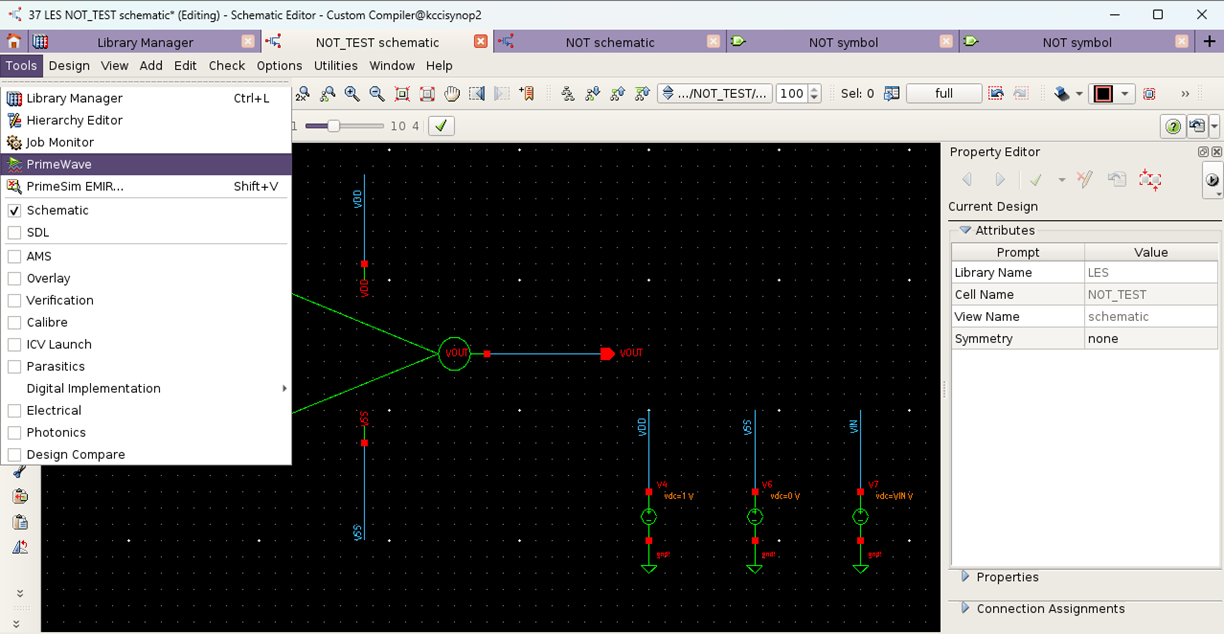 37 LES NOT_TEST schematic* (Editing) - Schematic Editor - Custom Compiler@kccisynop2
Library Manager
NOT_TEST schematic
NOT schematic
NOT symbol
NOT symbol
Tools Design View Add Edit Check Options Utilities Window Help
Library Manager Ctrl+L
Hierarchy Editor
Job Monitor
PrimeWave
PrimeSim EMIR... Shift+V
Schematic
SDL
AMS
Overlay
Verification
Calibre
ICV Launch
Parasitics
Digital Implementation
Electrical
Photonics
Design Compare
2x
.../NOT_TEST/...
100
Sel: 0
full
1 10 4
VDD
VDD
VOUT
VOUT
VSS
VSS
VDD
V4
vdc=1 V
gnd!
VSS
V6
vdc=0 V
gnd!
VIN
V7
vdc=VIN V
gnd!
Property Editor
Current Design
Attributes
Prompt Value
Library Name LES
Cell Name NOT_TEST
View Name schematic
Symmetry none
Properties
Connection Assignments